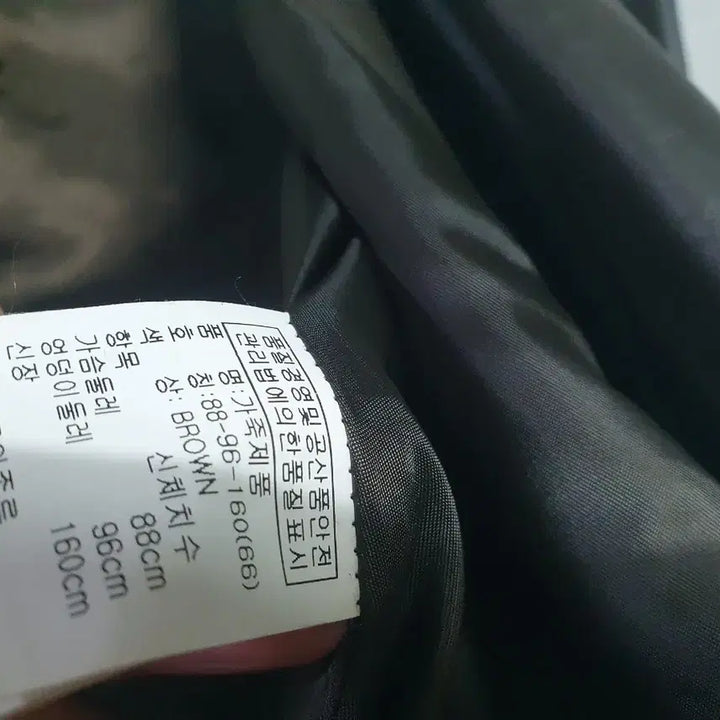 품질경영및공산품안전
관리법에의한품질표시
품 명:가죽제품
호 칭:88-96-160(66)
색 상: BROWN
항목 신체치수
가슴둘레 88cm
엉덩이둘레 96cm
신장 160cm